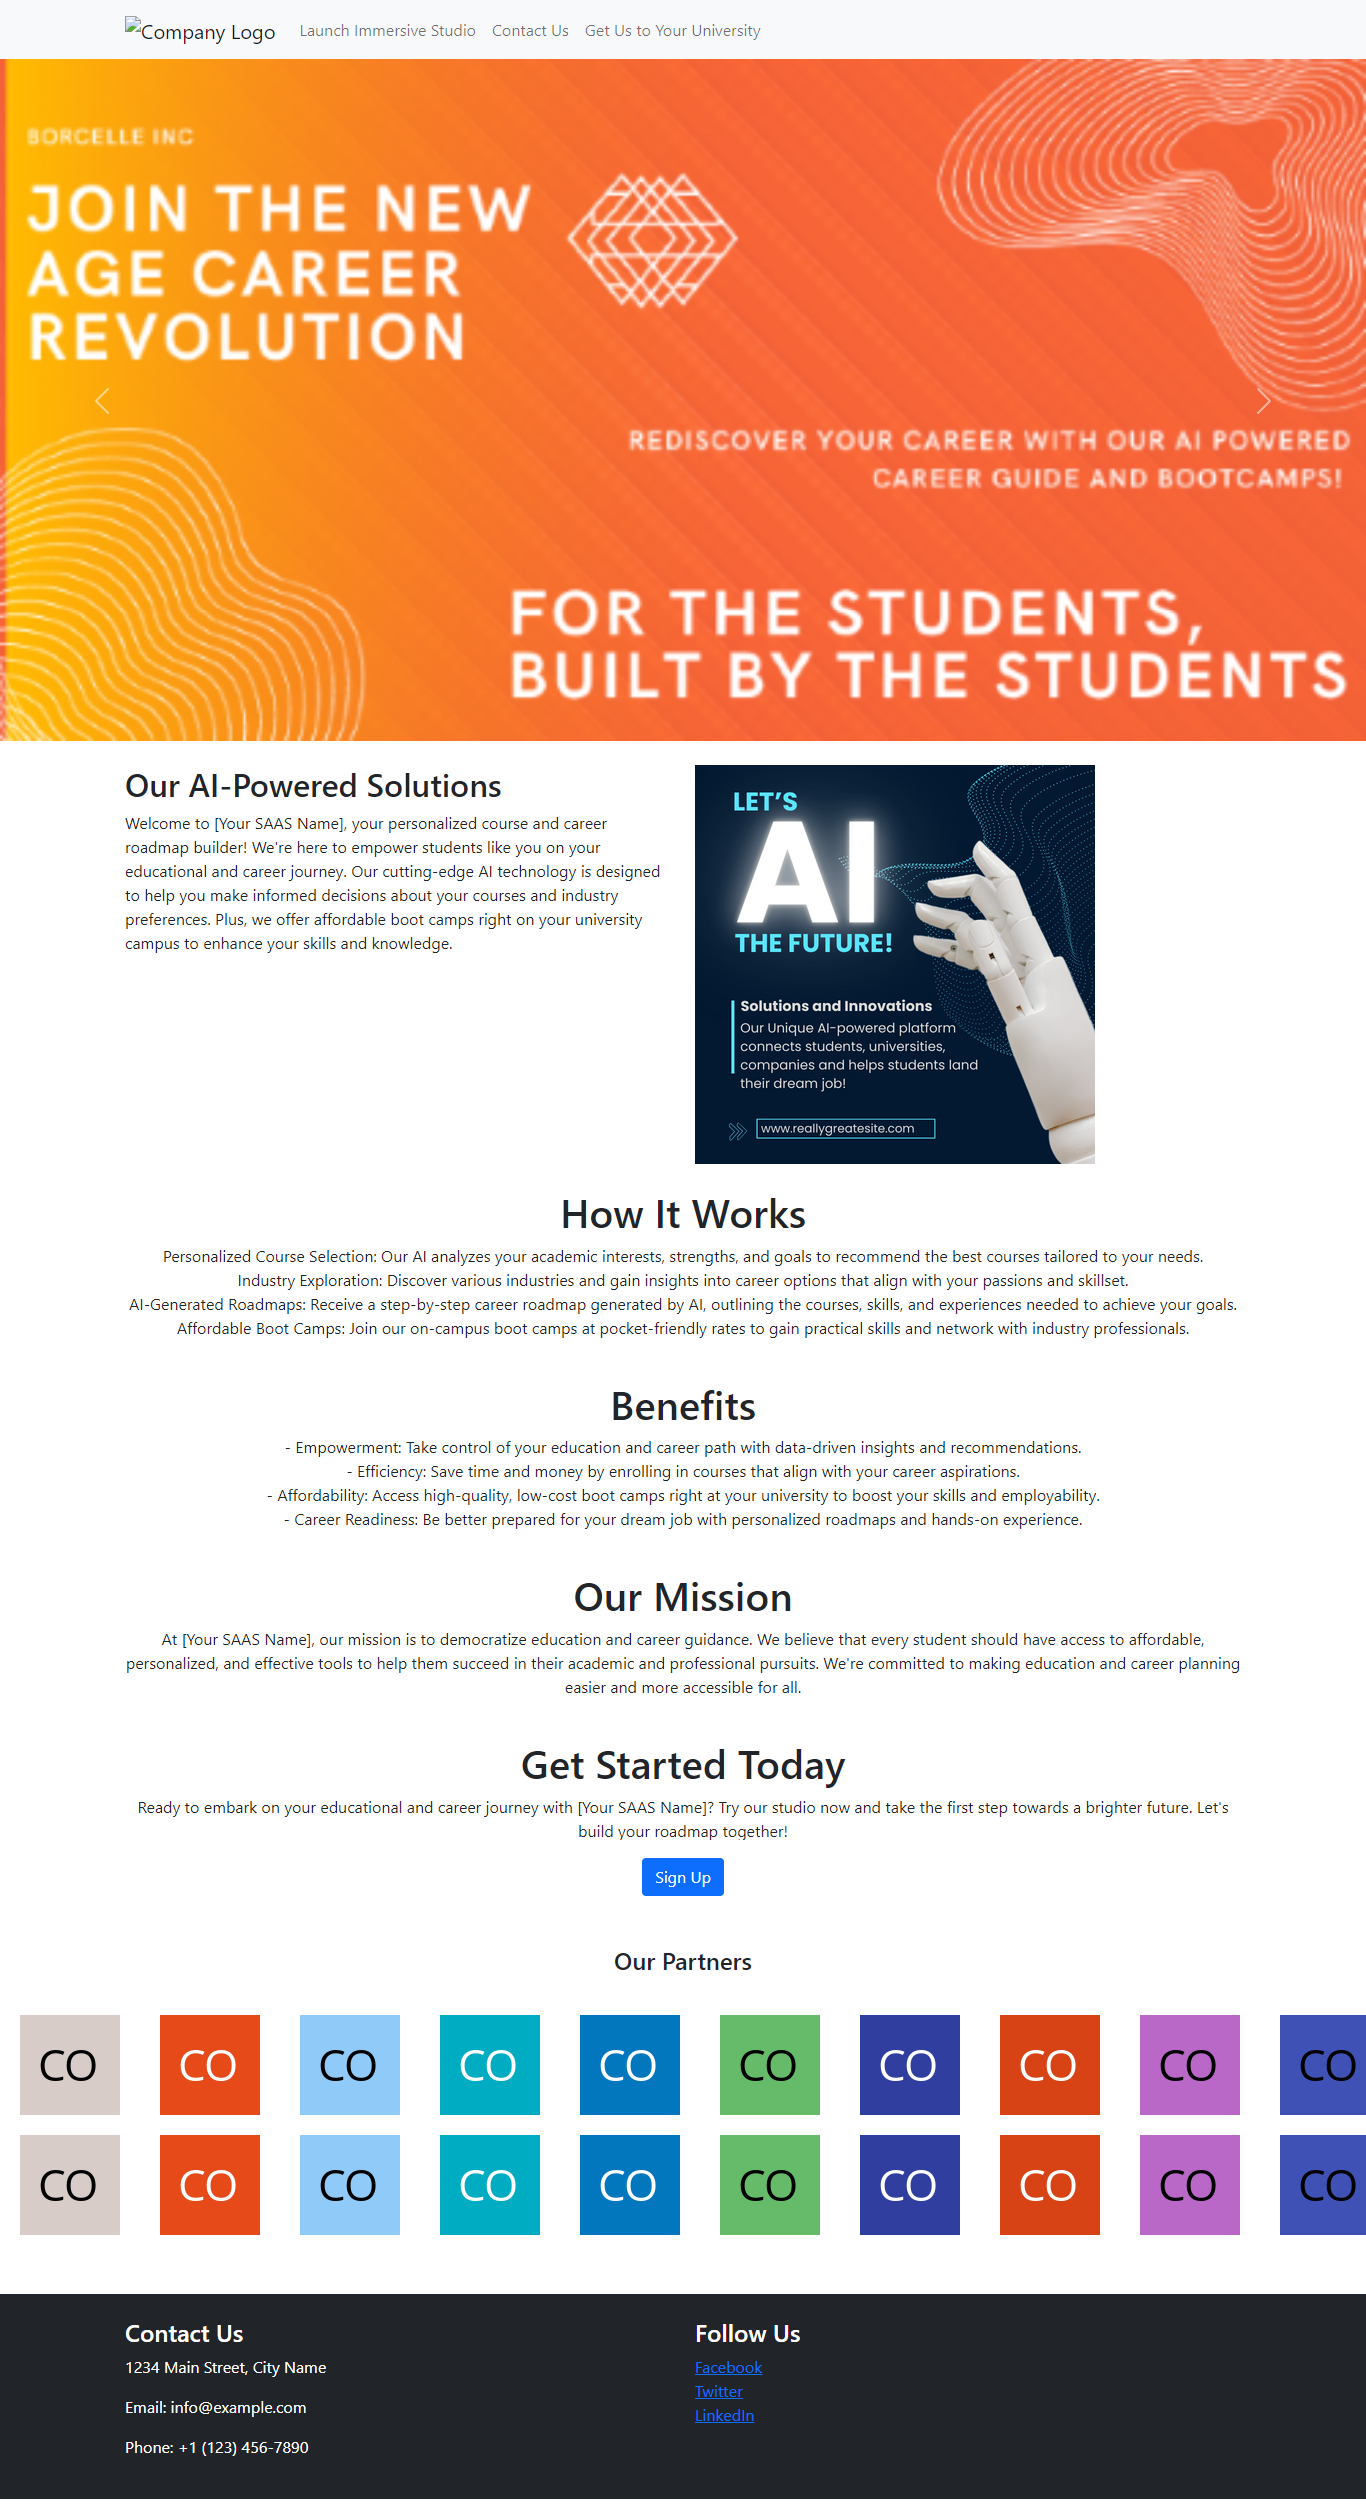 Company Logo
Launch Immersive Studio
Contact Us
Get Us to Your University
BORCELLE INC
JOIN THE NEW
AGE CAREER
REVOLUTION
REDISCOVER YOUR CAREER WITH OUR AI POWERED
CAREER GUIDE AND BOOTCAMPS!
FOR THE STUDENTS,
BUILT BY THE STUDENTS
Our AI-Powered Solutions
Welcome to [Your SAAS Name], your personalized course and career
roadmap builder! We're here to empower students like you on your
educational and career journey. Our cutting-edge AI technology is designed
to help you make informed decisions about your courses and industry
preferences. Plus, we offer affordable boot camps right on your university
campus to enhance your skills and knowledge.
LET'S
AI
THE FUTURE!
Solutions and Innovations
Our Unique AI-powered platform
connects students, universities,
companies and helps students land
their dream job!
www.reallygreatesite.com
How It Works
Personalized Course Selection: Our AI analyzes your academic interests, strengths, and goals to recommend the best courses tailored to your needs.
Industry Exploration: Discover various industries and gain insights into career options that align with your passions and skillset.
AI-Generated Roadmaps: Receive a step-by-step career roadmap generated by AI, outlining the courses, skills, and experiences needed to achieve your goals.
Affordable Boot Camps: Join our on-campus boot camps at pocket-friendly rates to gain practical skills and network with industry professionals.
Benefits
- Empowerment: Take control of your education and career path with data-driven insights and recommendations.
- Efficiency: Save time and money by enrolling in courses that align with your career aspirations.
- Affordability: Access high-quality, low-cost boot camps right at your university to boost your skills and employability.
- Career Readiness: Be better prepared for your dream job with personalized roadmaps and hands-on experience.
Our Mission
At [Your SAAS Name], our mission is to democratize education and career guidance. We believe that every student should have access to affordable,
personalized, and effective tools to help them succeed in their academic and professional pursuits. We're committed to making education and career planning
easier and more accessible for all.
Get Started Today
Ready to embark on your educational and career journey with [Your SAAS Name]? Try our studio now and take the first step towards a brighter future. Let's
build your roadmap together!
Sign Up
Our Partners
CO CO CO CO CO CO CO CO CO CO
CO CO CO CO CO CO CO CO CO CO
Contact Us
1234 Main Street, City Name
Email: info@example.com
Phone: +1 (123) 456-7890
Follow Us
Facebook
Twitter
LinkedIn